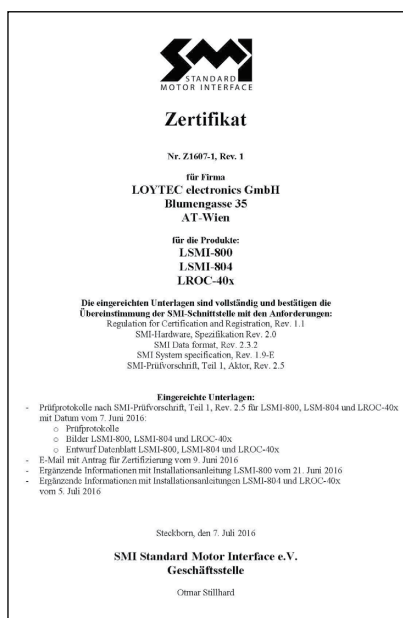 SMI
STANDARD
MOTOR INTERFACE
Zertifikat
Nr. Z1607-1, Rev. 1
für Firma
LOYTEC electronics GmbH
Blumengasse 35
AT-Wien
für die Produkte:
LSMI-800
LSMI-804
LROC-40x
Die eingereichten Unterlagen sind vollständig und bestätigen die
Übereinstimmung der SMI-Schnittstelle mit den Anforderungen:
Regulation for Certification and Registration, Rev. 1.1
SMI-Hardware, Spezifikation Rev. 2.0
SMI Data format, Rev. 2.3.2
SMI System specification, Rev. 1.9-E
SMI-Prüfvorschrift, Teil 1, Aktor, Rev. 2.5
Eingereichte Unterlagen:
- Prüfprotokolle nach SMI-Prüfvorschrift, Teil 1, Rev. 2.5 für LSMI-800, LSM-804 und LROC-40x
mit Datum vom 7. Juni 2016:
o Prüfprotokolle
o Bilder LSMI-800, LSMI-804 und LROC-40x
o Entwurf Datenblatt LSMI-800, LSMI-804 und LROC-40x
- E-Mail mit Antrag für Zertifizierung vom 9. Juni 2016
- Ergänzende Informationen mit Installationsanleitung LSMI-800 vom 21. Juni 2016
- Ergänzende Informationen mit Installationsanleitungen LSMI-804 und LROC-40x
vom 5. Juli 2016
Steckborn, den 7. Juli 2016
SMI Standard Motor Interface e.V.
Geschäftsstelle
Otmar Stillhard